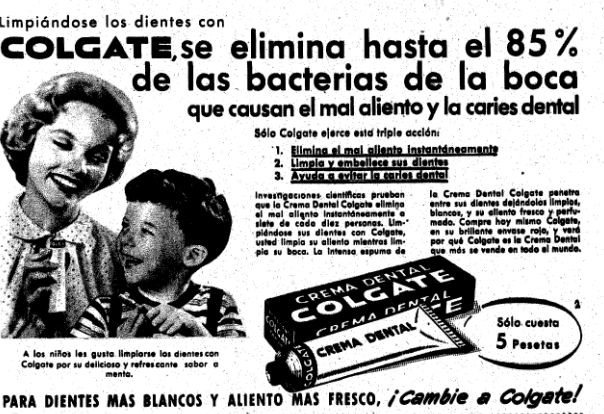 Limpiándose los dientes con
COLGATE, se elimina hasta el 85%
de las bacterias de la boca
que causan el mal aliento y la caries dental
Sólo Colgate ejerce esta triple acción:
1. Elimina el mal aliento instantáneamente
2. Limpia y embellece sus dientes
3. Ayuda a evitar la caries dental
Investigaciones científicas prueban
que la Crema Dental Colgate elimina
el mal aliento instantáneamente a
siete de cada diez personas. Lim-
piándose sus dientes con Colgate,
usted limpia su aliento mientras lim-
pia su boca. La intensa espuma de
la Crema Dental Colgate penetra
entre sus dientes dejándolos limpios,
blancos, y su aliento fresco y perfu-
mado. Compre hoy mismo Colgate,
en su brillante envase rojo, y verá
por qué Colgate es la Crema Dental
que más se vende en todo el mundo.
CREMA DENTAL
COLGATE
CREMA DENTAL
CREMA DENTAL
2
Sólo cuesta
5 Pesetas
A los niños les gusta limpiarse los dientes con
Colgate por su delicioso y refrescante sabor a
menta.
PARA DIENTES MAS BLANCOS Y ALIENTO MAS FRESCO, ¡Cambie a Colgate!